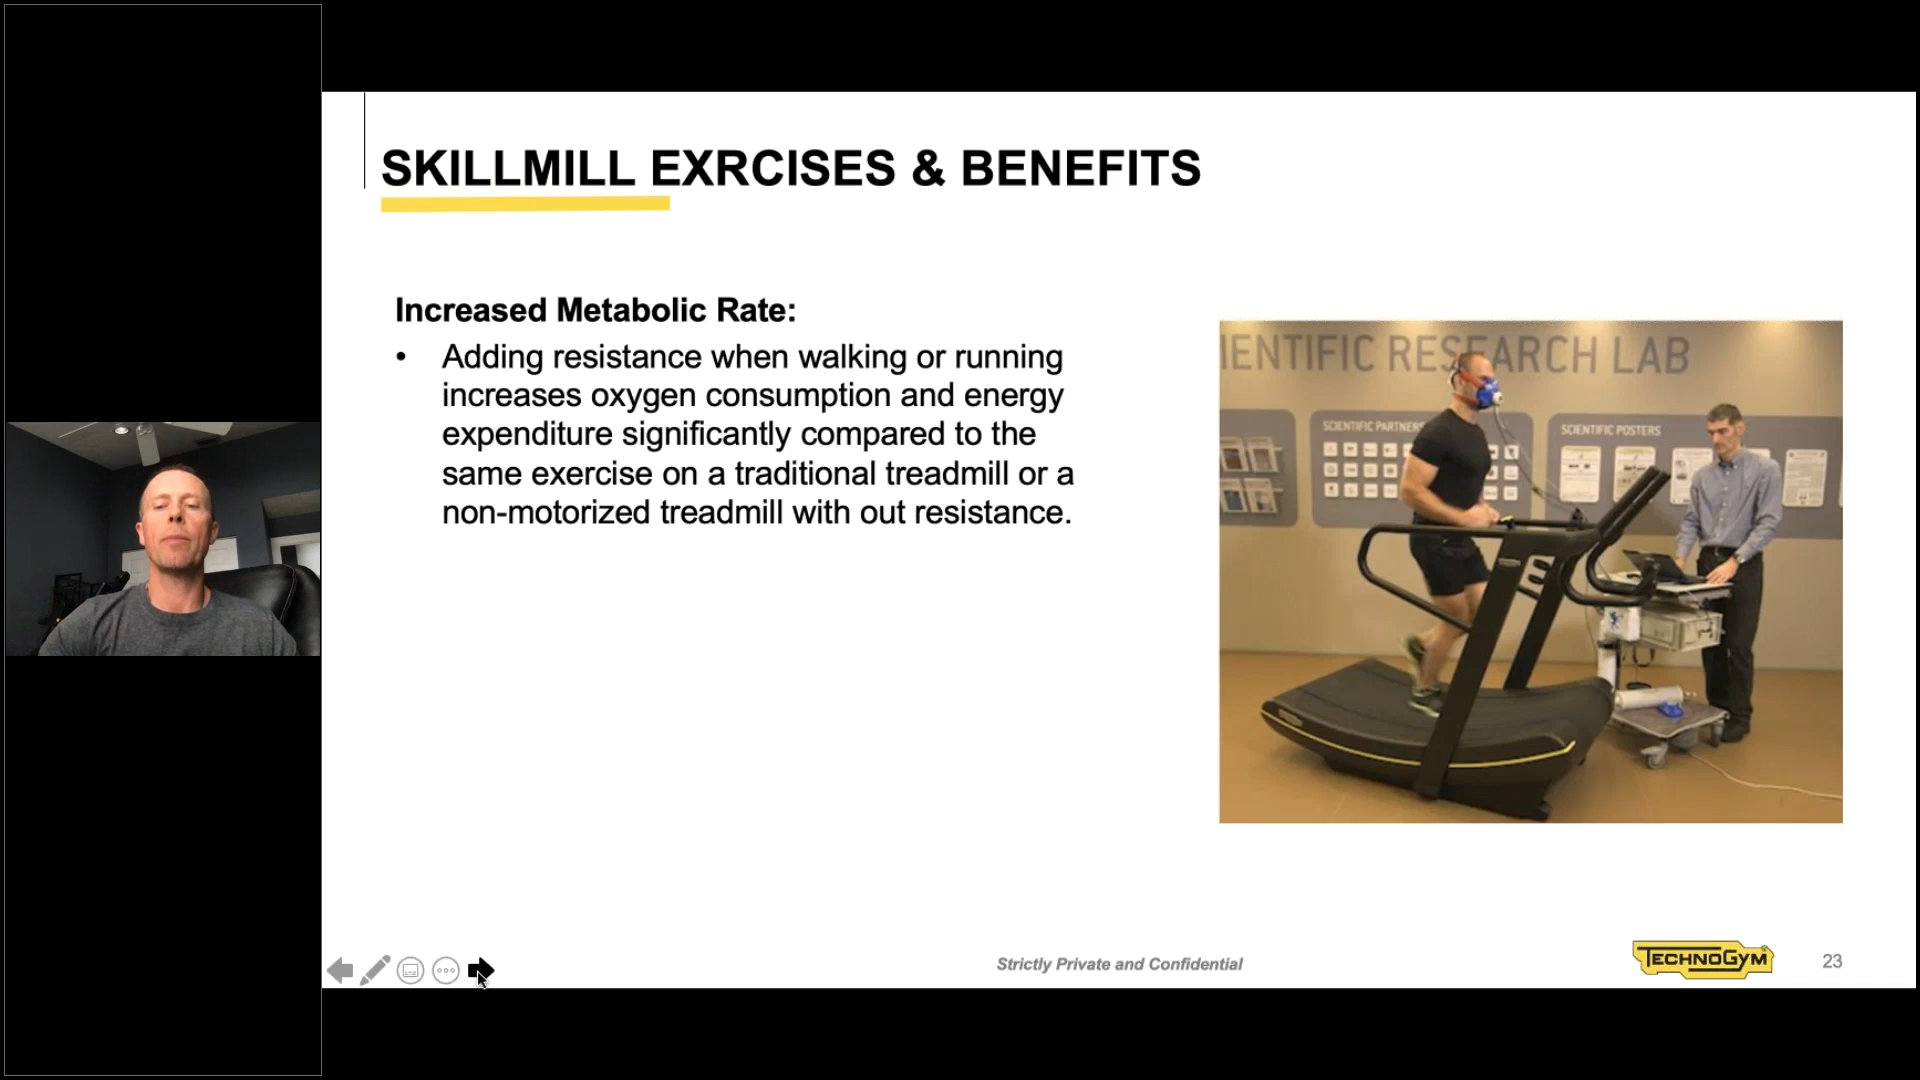 SKILLMILL EXRCISES & BENEFITS
Increased Metabolic Rate:
• Adding resistance when walking or running
increases oxygen consumption and energy
expenditure significantly compared to the
same exercise on a traditional treadmill or a
non-motorized treadmill with out resistance.
IENTIFIC RESEARCH LAB
SCIENTIFIC PARTNERS
SCIENTIFIC POSTERS
Strictly Private and Confidential
TECHNOGYM
23